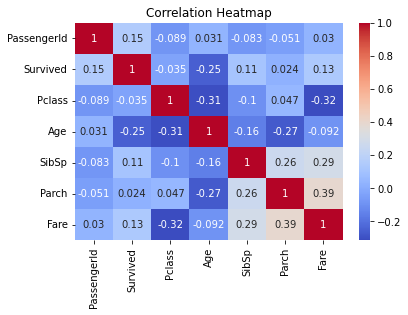 Correlation Heatmap
PassengerId 1 0.15 -0.089 0.031 -0.083 -0.051 0.03
Survived 0.15 1 -0.035 -0.25 0.11 0.024 0.13
Pclass -0.089 -0.035 1 -0.31 -0.1 0.047 -0.32
Age 0.031 -0.25 -0.31 1 -0.16 -0.27 -0.092
SibSp -0.083 0.11 -0.1 -0.16 1 0.26 0.29
Parch -0.051 0.024 0.047 -0.27 0.26 1 0.39
Fare 0.03 0.13 -0.32 -0.092 0.29 0.39 1
PassengerId Survived Pclass Age SibSp Parch Fare
1.0
0.8
0.6
0.4
0.2
0.0
−0.2